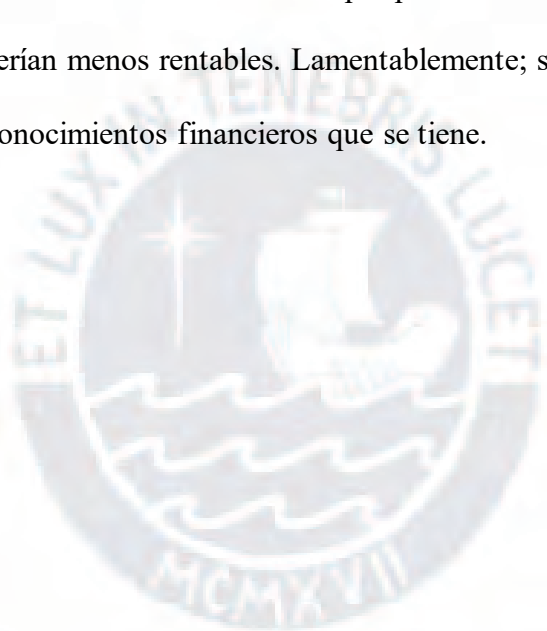 erían menos rentables. Lamentablemente; s
onocimientos financieros que se tiene.
ET LUX IN TENEBRIS LUCET
MCMXVII